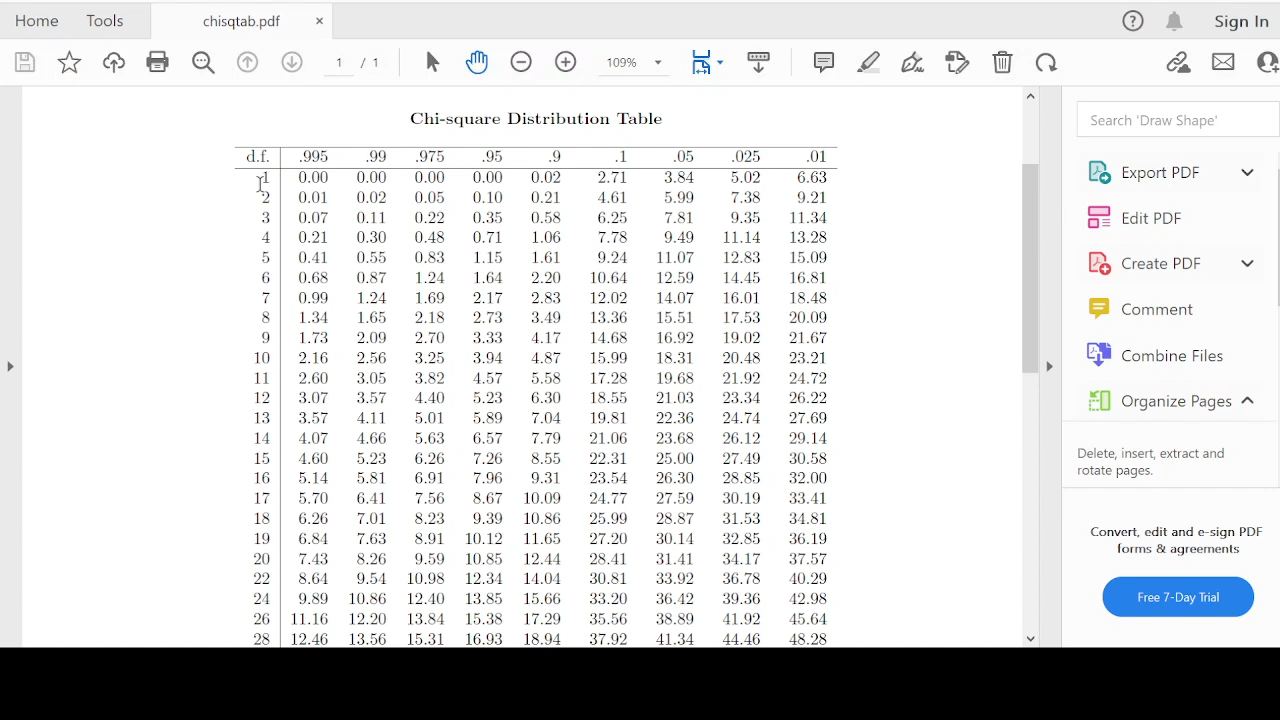 Home Tools chisqtab.pdf × ? Sign In
1 / 1 109%
Chi-square Distribution Table
d.f. .995 .99 .975 .95 .9 .1 .05 .025 .01
1 0.00 0.00 0.00 0.00 0.02 2.71 3.84 5.02 6.63
2 0.01 0.02 0.05 0.10 0.21 4.61 5.99 7.38 9.21
3 0.07 0.11 0.22 0.35 0.58 6.25 7.81 9.35 11.34
4 0.21 0.30 0.48 0.71 1.06 7.78 9.49 11.14 13.28
5 0.41 0.55 0.83 1.15 1.61 9.24 11.07 12.83 15.09
6 0.68 0.87 1.24 1.64 2.20 10.64 12.59 14.45 16.81
7 0.99 1.24 1.69 2.17 2.83 12.02 14.07 16.01 18.48
8 1.34 1.65 2.18 2.73 3.49 13.36 15.51 17.53 20.09
9 1.73 2.09 2.70 3.33 4.17 14.68 16.92 19.02 21.67
10 2.16 2.56 3.25 3.94 4.87 15.99 18.31 20.48 23.21
11 2.60 3.05 3.82 4.57 5.58 17.28 19.68 21.92 24.72
12 3.07 3.57 4.40 5.23 6.30 18.55 21.03 23.34 26.22
13 3.57 4.11 5.01 5.89 7.04 19.81 22.36 24.74 27.69
14 4.07 4.66 5.63 6.57 7.79 21.06 23.68 26.12 29.14
15 4.60 5.23 6.26 7.26 8.55 22.31 25.00 27.49 30.58
16 5.14 5.81 6.91 7.96 9.31 23.54 26.30 28.85 32.00
17 5.70 6.41 7.56 8.67 10.09 24.77 27.59 30.19 33.41
18 6.26 7.01 8.23 9.39 10.86 25.99 28.87 31.53 34.81
19 6.84 7.63 8.91 10.12 11.65 27.20 30.14 32.85 36.19
20 7.43 8.26 9.59 10.85 12.44 28.41 31.41 34.17 37.57
22 8.64 9.54 10.98 12.34 14.04 30.81 33.92 36.78 40.29
24 9.89 10.86 12.40 13.85 15.66 33.20 36.42 39.36 42.98
26 11.16 12.20 13.84 15.38 17.29 35.56 38.89 41.92 45.64
28 12.46 13.56 15.31 16.93 18.94 37.92 41.34 44.46 48.28
Search 'Draw Shape'
Export PDF
Edit PDF
Create PDF
Comment
Combine Files
Organize Pages
Delete, insert, extract and
rotate pages.
Convert, edit and e-sign PDF
forms & agreements
Free 7-Day Trial